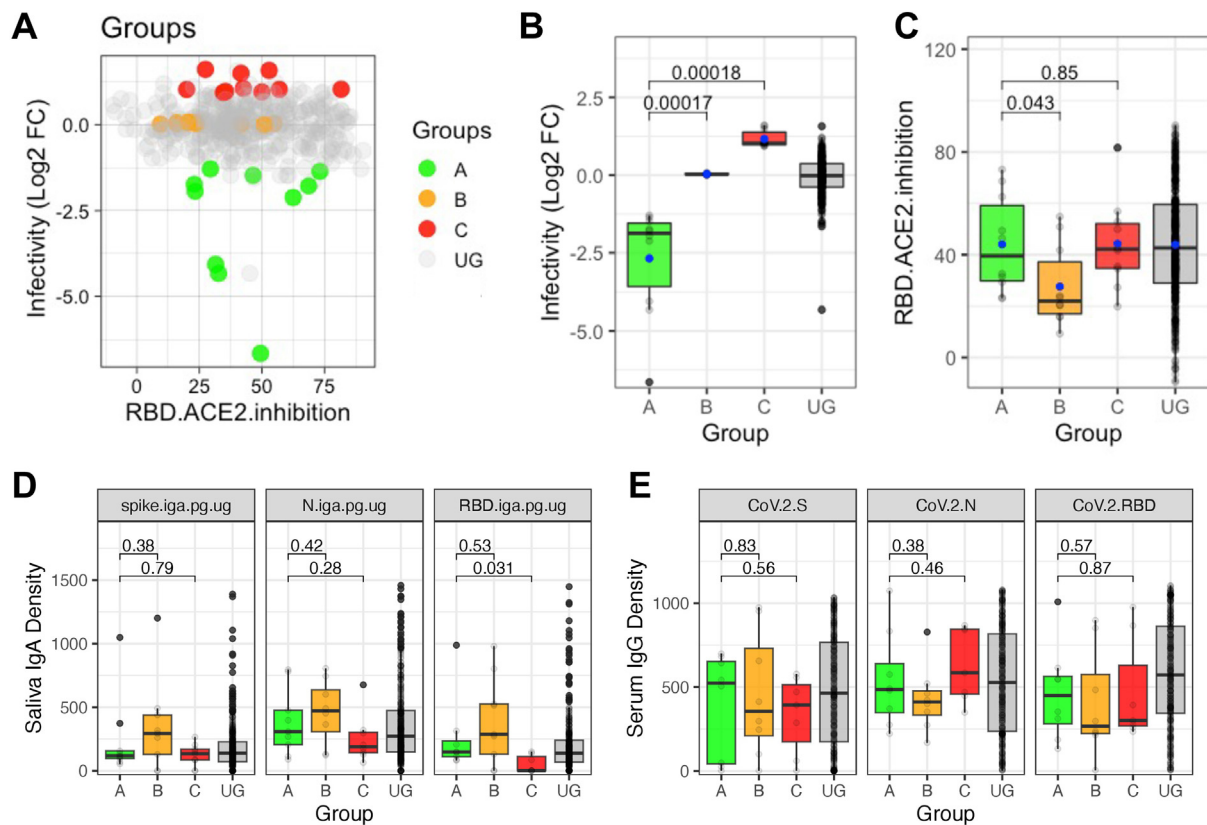 A
Groups
Infectivity (Log2 FC)
0.0
-2.5
-5.0
0
25
50
75
RBD.ACE2.inhibition
Groups
A
B
C
UG
B
Infectivity (Log2 FC)
2.5
0.0
-2.5
-5.0
0.00018
0.00017
A
B
C
UG
Group
C
RBD.ACE2.inhibition
120
80
40
0
0.85
0.043
A
B
C
UG
Group
D
Saliva IgA Density
spike.iga.pg.ug
N.iga.pg.ug
RBD.iga.pg.ug
1500
1000
500
0
0.38
0.79
0.42
0.28
0.53
0.031
A B C UG
A B C UG
A B C UG
Group
E
Serum IgG Density
CoV.2.S
CoV.2.N
CoV.2.RBD
1000
500
0
0.83
0.56
0.38
0.46
0.57
0.87
A B C UG
A B C UG
A B C UG
Group